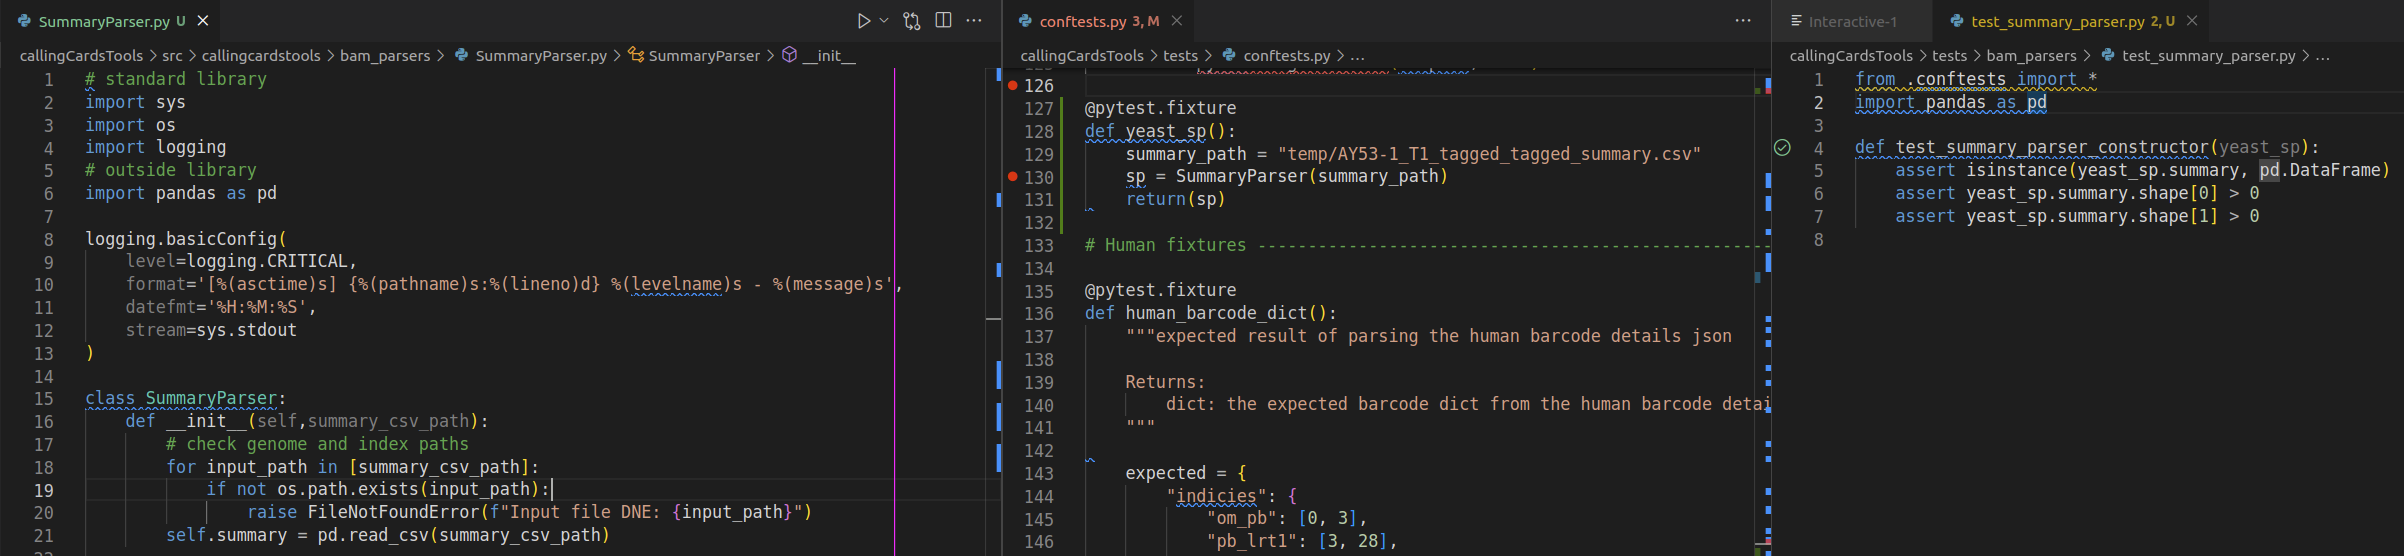 SummaryParser.py U
callingCardsTools > src > callingcardstools > bam_parsers > SummaryParser.py > SummaryParser > __init__
1 # standard library
2 import sys
3 import os
4 import logging
5 # outside library
6 import pandas as pd
7
8 logging.basicConfig(
9     level=logging.CRITICAL,
10     format='[%(asctime)s] {%(pathname)s:%(lineno)d} %(levelname)s - %(message)s',
11     datefmt='%H:%M:%S',
12     stream=sys.stdout
13 )
14
15 class SummaryParser:
16     def __init__(self,summary_csv_path):
17         # check genome and index paths
18         for input_path in [summary_csv_path]:
19             if not os.path.exists(input_path):
20                 raise FileNotFoundError(f"Input file DNE: {input_path}")
21         self.summary = pd.read_csv(summary_csv_path)
conftests.py 3, M
callingCardsTools > tests > conftests.py > ...
126
127 @pytest.fixture
128 def yeast_sp():
129     summary_path = "temp/AY53-1_T1_tagged_tagged_summary.csv"
130     sp = SummaryParser(summary_path)
131     return(sp)
132
133 # Human fixtures --------------------------------------------------
134
135 @pytest.fixture
136 def human_barcode_dict():
137     """expected result of parsing the human barcode details json
138
139     Returns:
140         dict: the expected barcode dict from the human barcode detai
141     """
142
143     expected = {
144         "indicies": {
145             "om_pb": [0, 3],
146             "pb_lrt1": [3, 28],
Interactive-1
test_summary_parser.py 2, U
callingCardsTools > tests > bam_parsers > test_summary_parser.py > ...
1 from .conftests import *
2 import pandas as pd
3
4 def test_summary_parser_constructor(yeast_sp):
5     assert isinstance(yeast_sp.summary, pd.DataFrame)
6     assert yeast_sp.summary.shape[0] > 0
7     assert yeast_sp.summary.shape[1] > 0
8